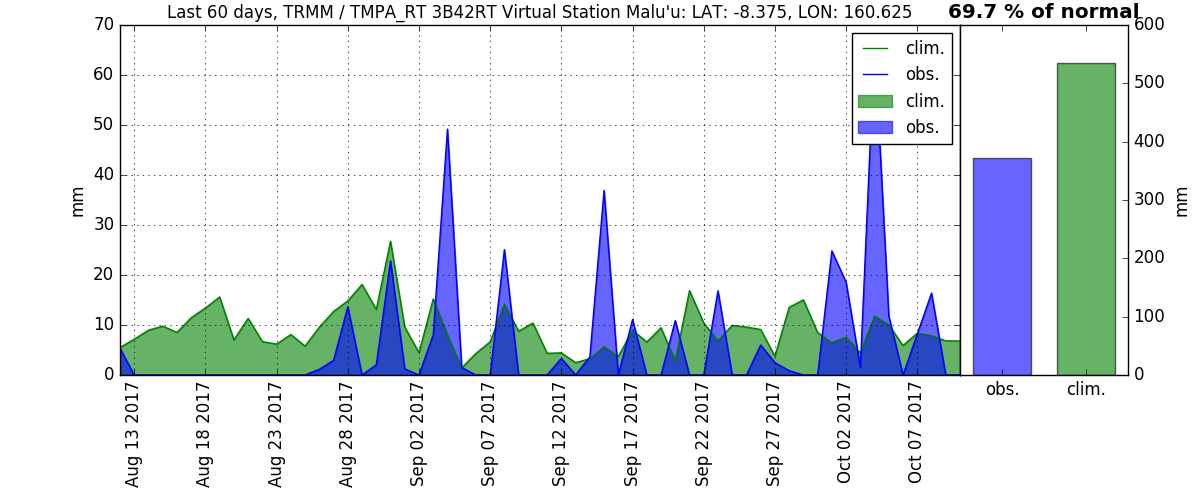 Last 60 days, TRMM / TMPA_RT 3B42RT Virtual Station Malu'u: LAT: -8.375, LON: 160.625
69.7 % of normal
70
60
50
40
30
20
10
0
mm
clim.
obs.
clim.
obs.
600
500
400
300
200
100
0
mm
obs.
clim.
Aug 13 2017
Aug 18 2017
Aug 23 2017
Aug 28 2017
Sep 02 2017
Sep 07 2017
Sep 12 2017
Sep 17 2017
Sep 22 2017
Sep 27 2017
Oct 02 2017
Oct 07 2017